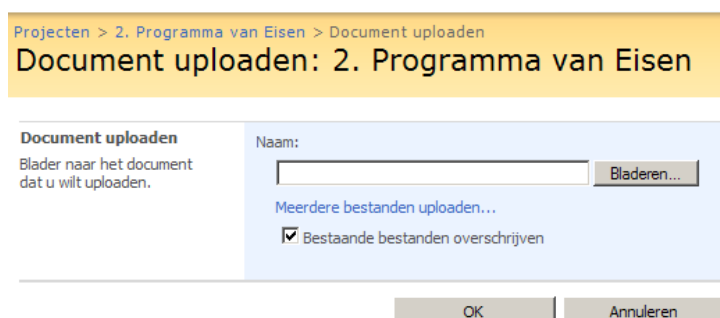 Projecten > 2. Programma van Eisen > Document uploaden
Document uploaden: 2. Programma van Eisen
Document uploaden
Blader naar het document
dat u wilt uploaden.
Naam:
Bladeren...
Meerdere bestanden uploaden...
Bestaande bestanden overschrijven
OK
Annuleren